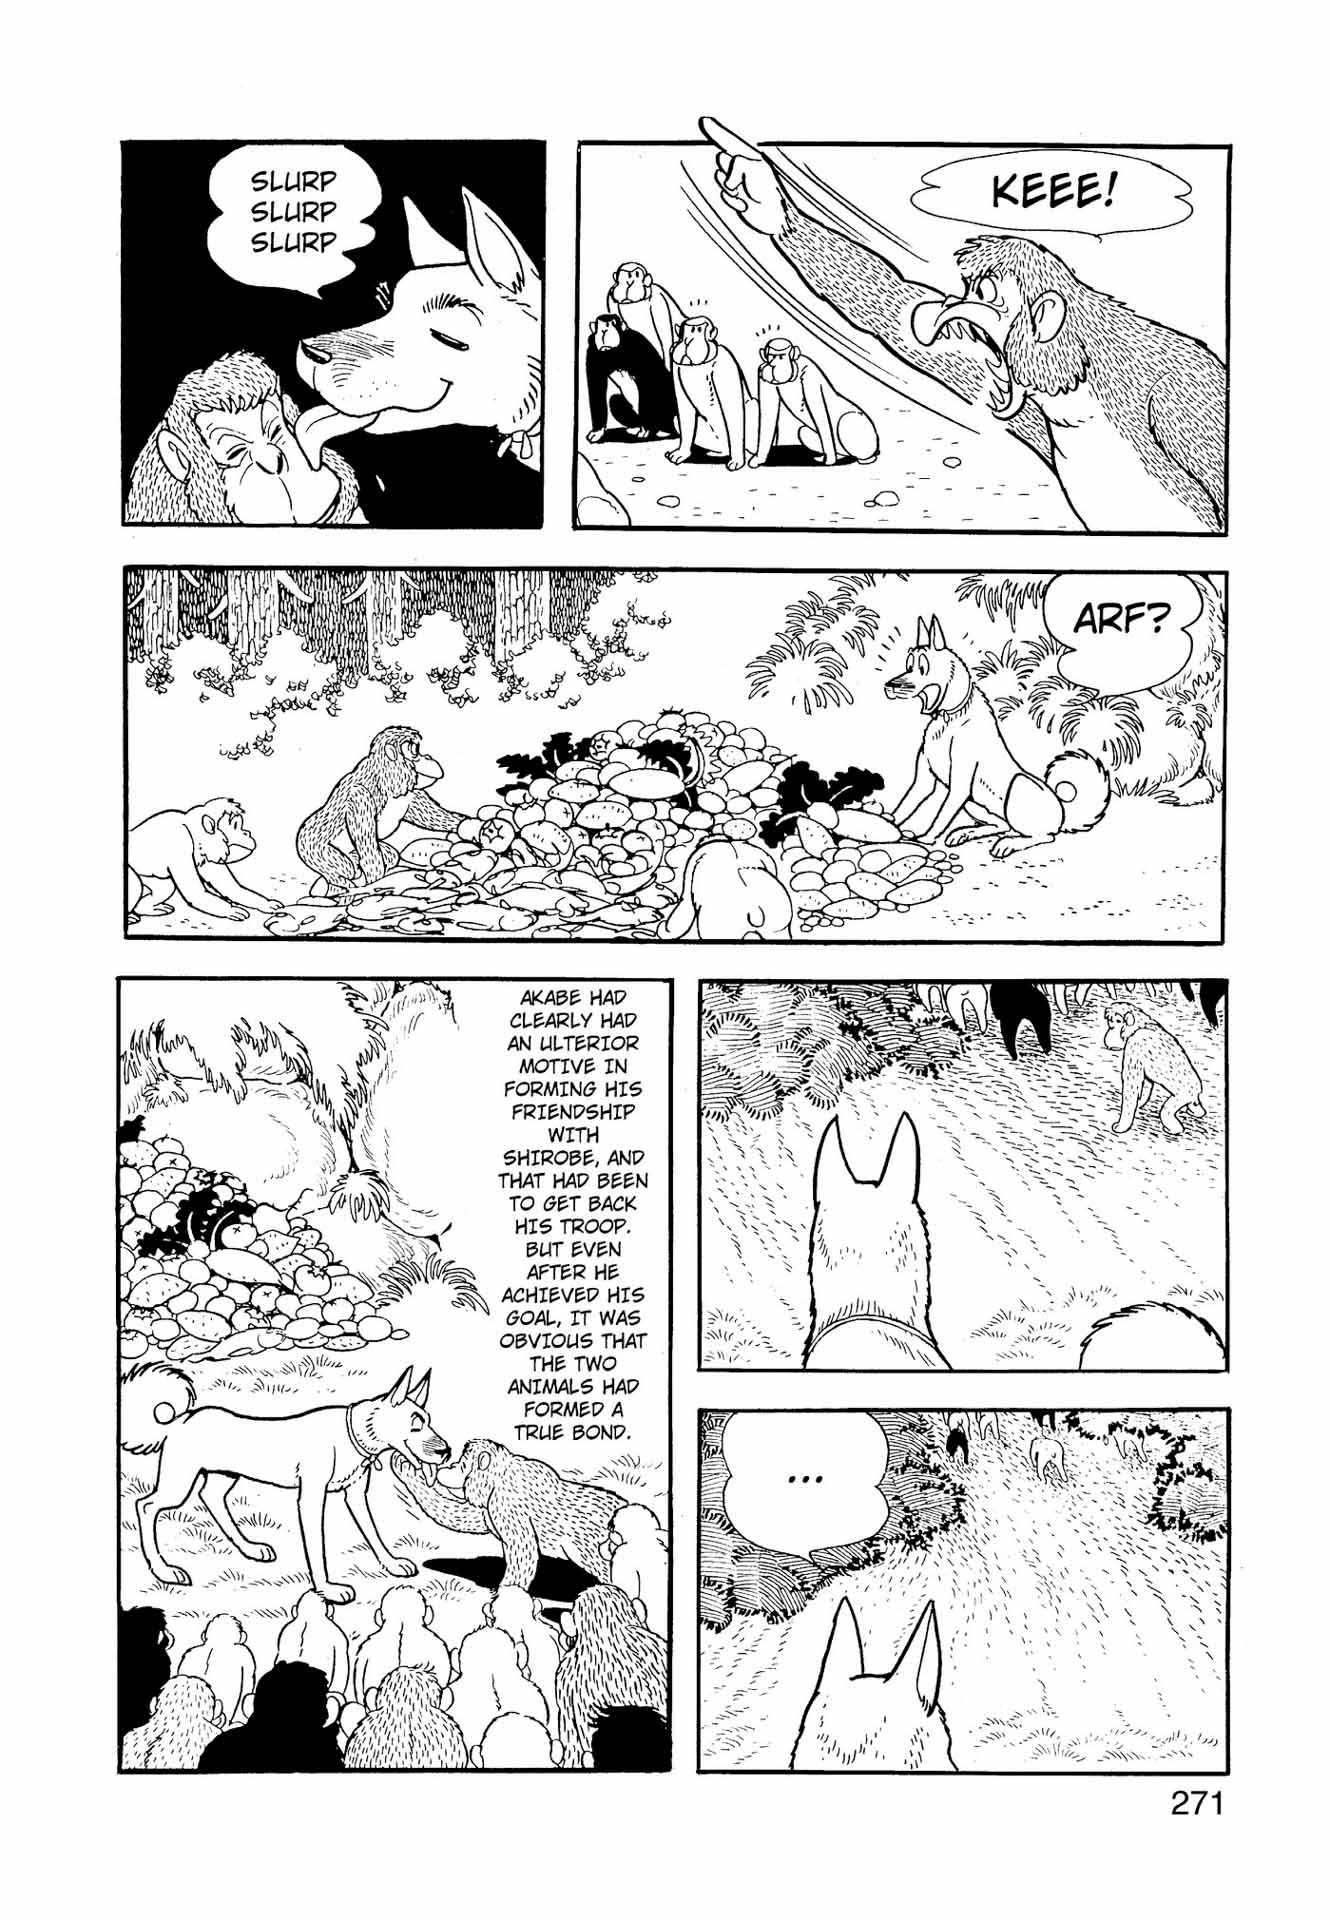 SLURP
SLURP
SLURP
KEEE!
ARF?
AKABE HAD
CLEARLY HAD
AN ULTERIOR
MOTIVE IN
FORMING HIS
FRIENDSHIP
WITH
SHIROBE, AND
THAT HAD BEEN
TO GET BACK
HIS TROOP.
BUT EVEN
AFTER HE
ACHIEVED HIS
GOAL, IT WAS
OBVIOUS THAT
THE TWO
ANIMALS HAD
FORMED A
TRUE BOND.
...
271